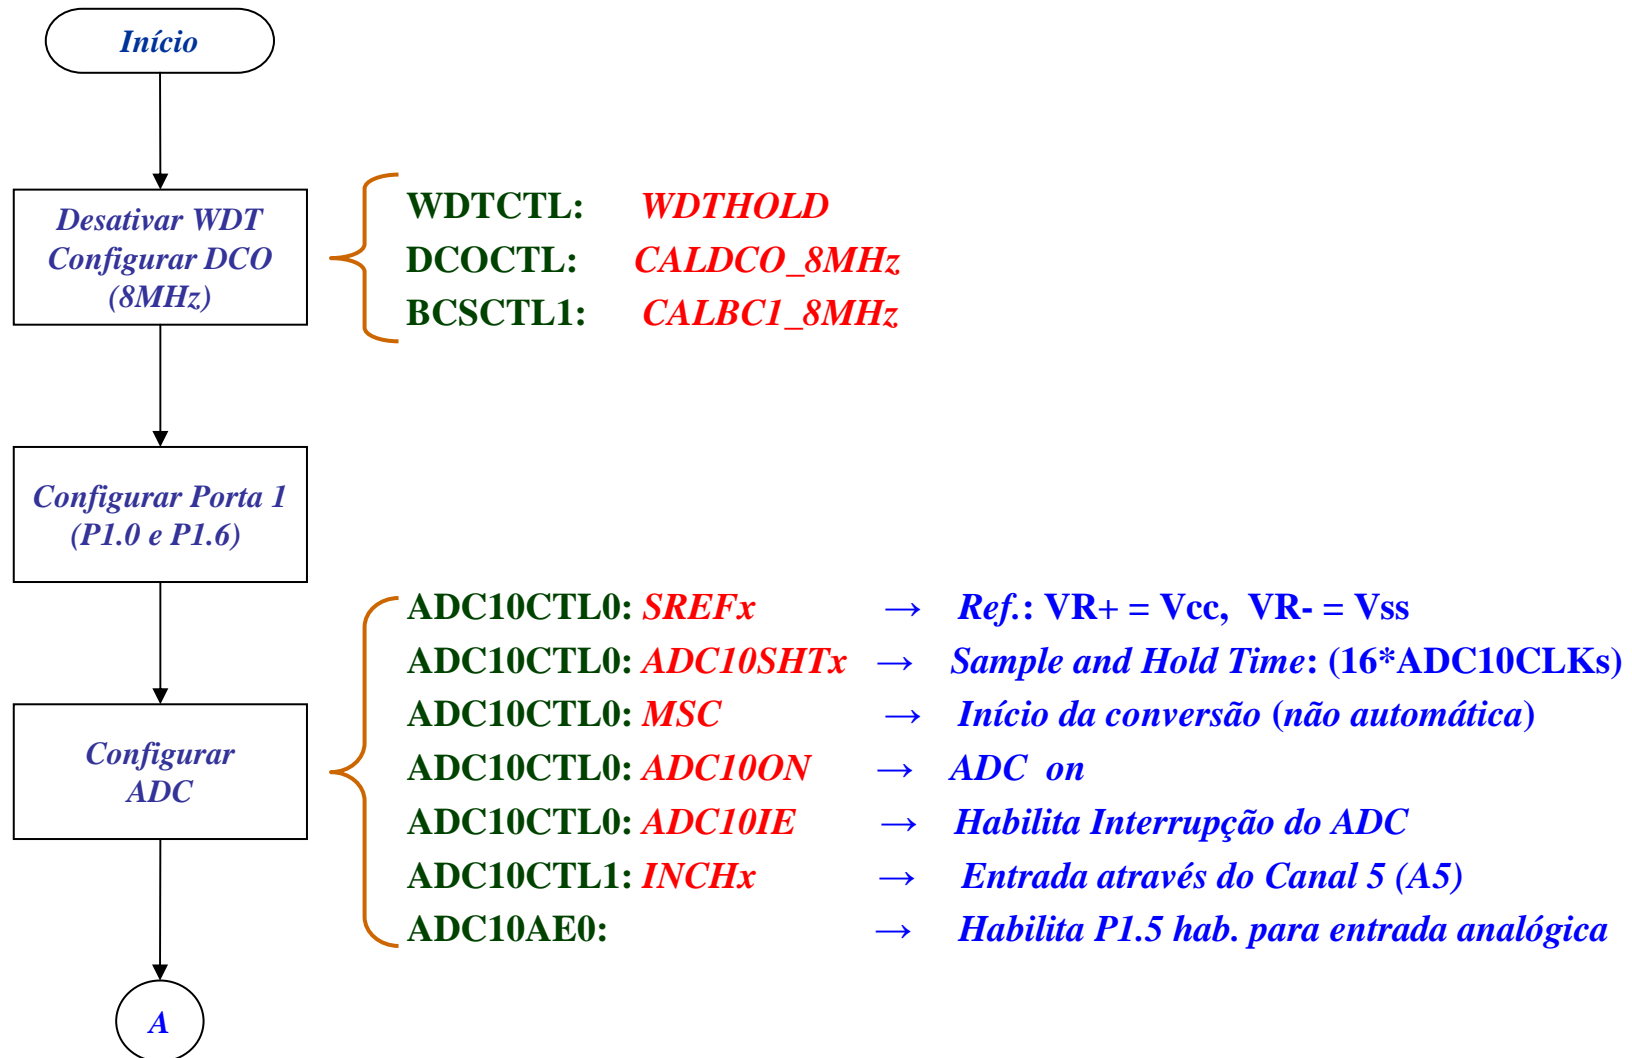 Início
Desativar WDT
Configurar DCO
(8MHz)
WDTCTL: WDTHOLD
DCOCTL: CALDCO_8MHz
BCSCTL1: CALBC1_8MHz
Configurar Porta 1
(P1.0 e P1.6)
Configurar
ADC
ADC10CTL0: SREFx → Ref.: VR+ = Vcc, VR- = Vss
ADC10CTL0: ADC10SHTx → Sample and Hold Time: (16*ADC10CLKs)
ADC10CTL0: MSC → Início da conversão (não automática)
ADC10CTL0: ADC10ON → ADC on
ADC10CTL0: ADC10IE → Habilita Interrupção do ADC
ADC10CTL1: INCHx → Entrada através do Canal 5 (A5)
ADC10AE0: → Habilita P1.5 hab. para entrada analógica
A